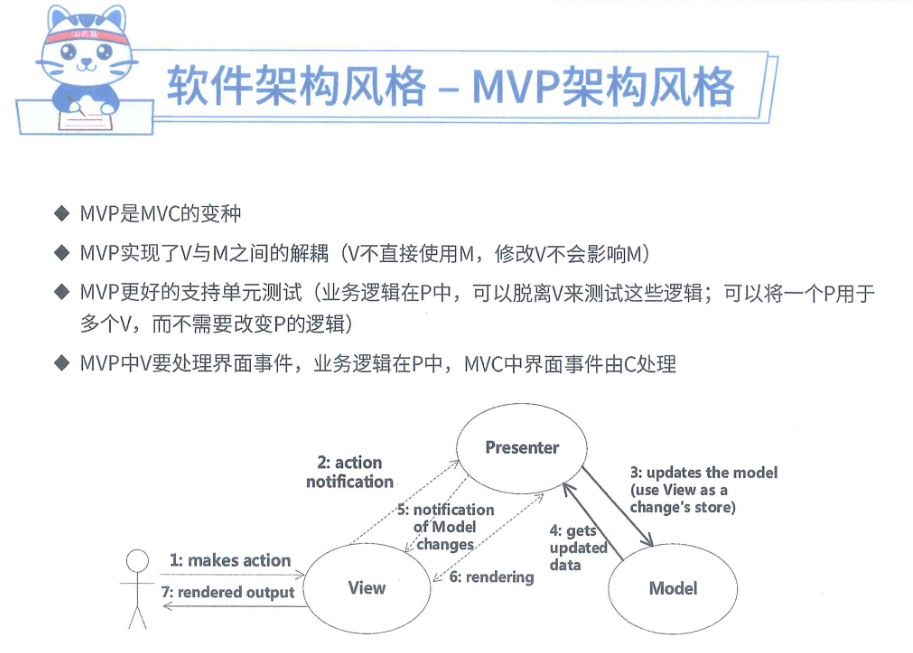 软件架构风格 – MVP架构风格
◆ MVP是MVC的变种
◆ MVP实现了V与M之间的解耦（V不直接使用M，修改V不会影响M）
◆ MVP更好的支持单元测试（业务逻辑在P中，可以脱离V来测试这些逻辑；可以将一个P用于
多个V，而不需要改变P的逻辑）
◆ MVP中V要处理界面事件，业务逻辑在P中，MVC中界面事件由C处理
Presenter
2: action
notification
3: updates the model
(use View as a
change's store)
5: notification
of Model
changes
4: gets
updated
data
1: makes action
6: rendering
View
Model
7: rendered output